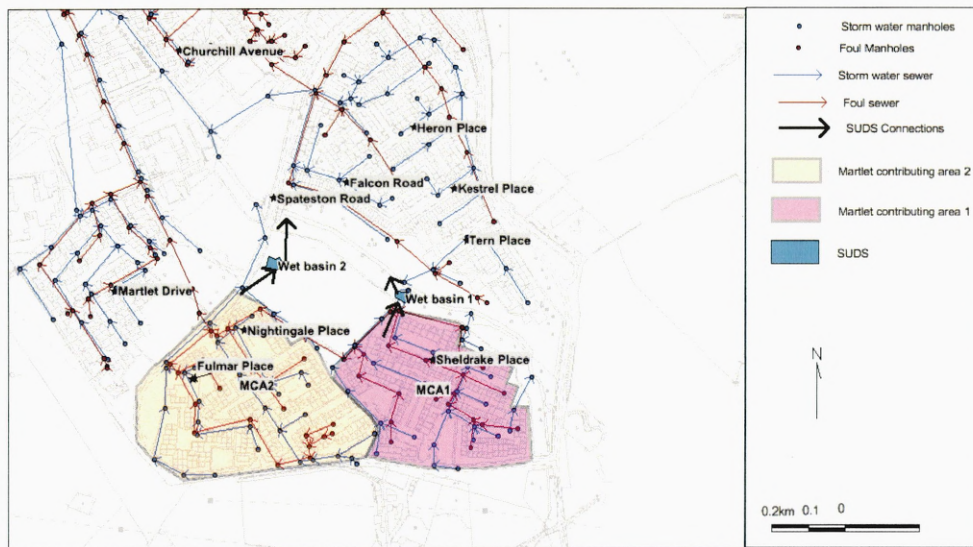 Churchill Avenue
Heron Place
Falcon Road
Kestrel Place
Spateston Road
Tern Place
Wet basin 2
Martlet Drive
Wet basin 1
Nightingale Place
Sheldrake Place
Fulmar Place
MCA2
MCA1
Storm water manholes
Foul Manholes
Storm water sewer
Foul sewer
SUDS Connections
Martlet contributing area 2
Martlet contributing area 1
SUDS
N
0.2km 0.1 0